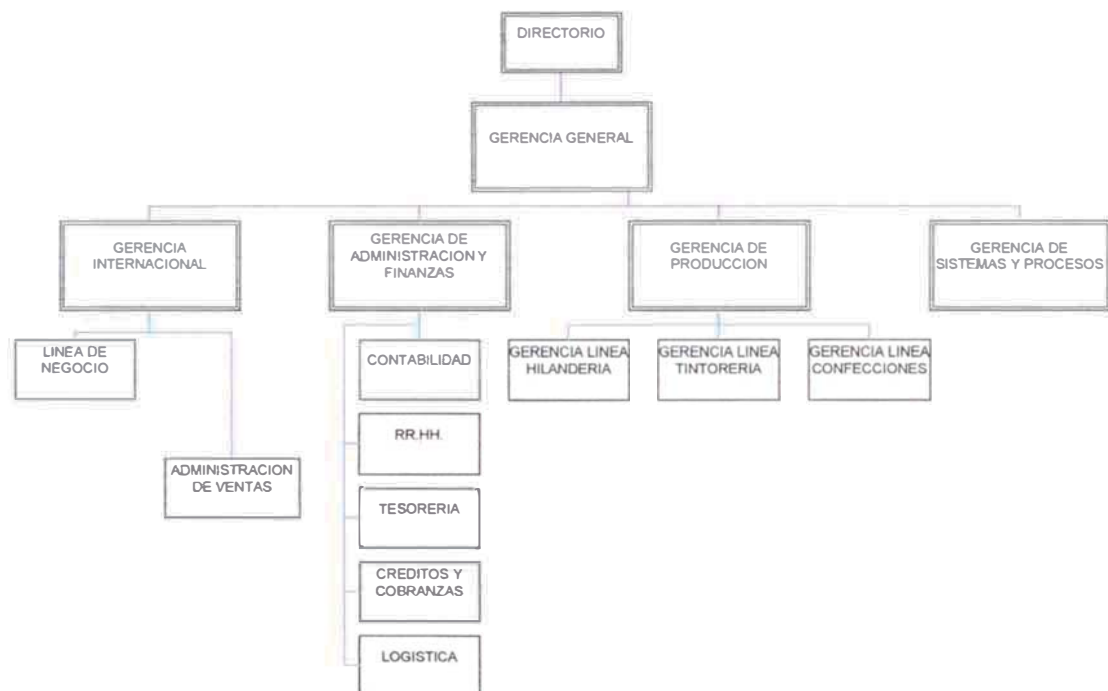 DIRECTORIO
GERENCIA GENERAL
GERENCIA
INTERNACIONAL
GERENCIA DE
ADMINISTRACION Y
FINANZAS
GERENCIA DE
PRODUCCION
GERENCIA DE
SISTEMAS Y PROCESOS
LINEA DE
NEGOCIO
ADMINISTRACION
DE VENTAS
CONTABILIDAD
RR.HH.
TESORERIA
CREDITOS Y
COBRANZAS
LOGISTICA
GERENCIA LINEA
HILANDERIA
GERENCIA LINEA
TINTORERIA
GERENCIA LINEA
CONFECCIONES